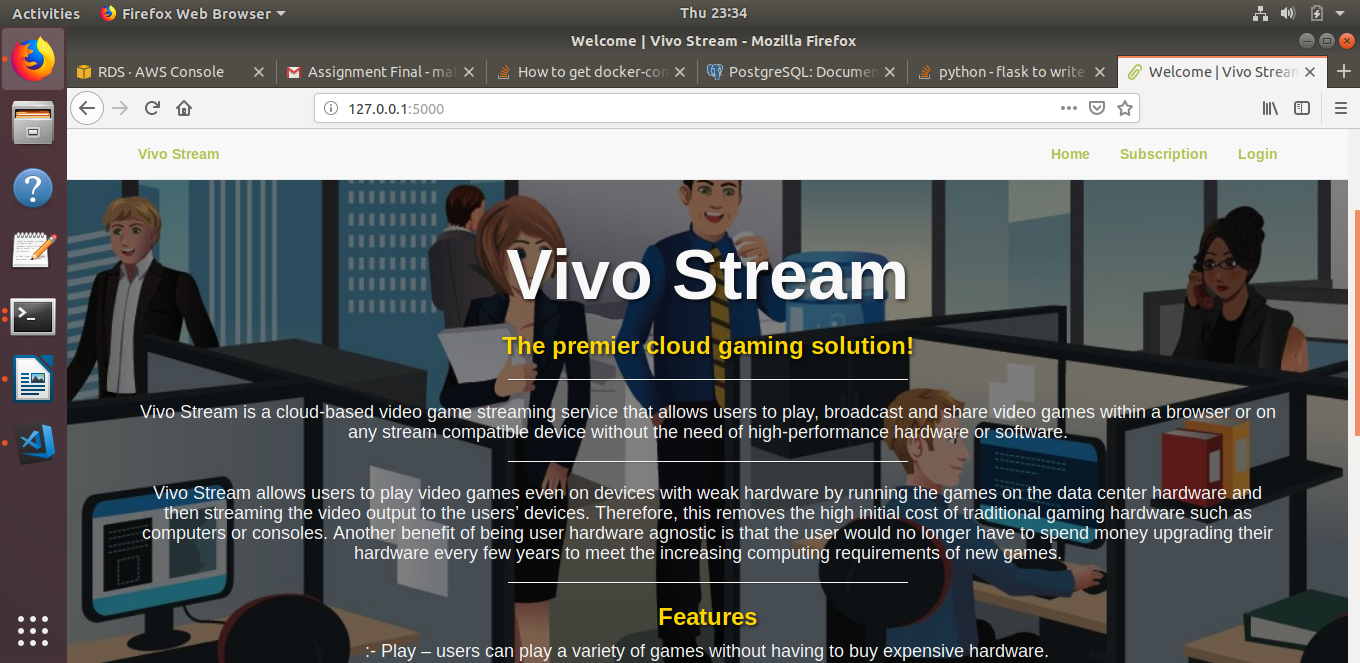 Activities Firefox Web Browser Thu 23:34
Welcome | Vivo Stream - Mozilla Firefox
RDS · AWS Console Assignment Final - mat How to get docker-con PostgreSQL: Documen python - flask to write Welcome | Vivo Stream
127.0.0.1:5000
Vivo Stream Home Subscription Login
Vivo Stream
The premier cloud gaming solution!
Vivo Stream is a cloud-based video game streaming service that allows users to play, broadcast and share video games within a browser or on
any stream compatible device without the need of high-performance hardware or software.
Vivo Stream allows users to play video games even on devices with weak hardware by running the games on the data center hardware and
then streaming the video output to the users’ devices. Therefore, this removes the high initial cost of traditional gaming hardware such as
computers or consoles. Another benefit of being user hardware agnostic is that the user would no longer have to spend money upgrading their
hardware every few years to meet the increasing computing requirements of new games.
Features
:- Play – users can play a variety of games without having to buy expensive hardware.